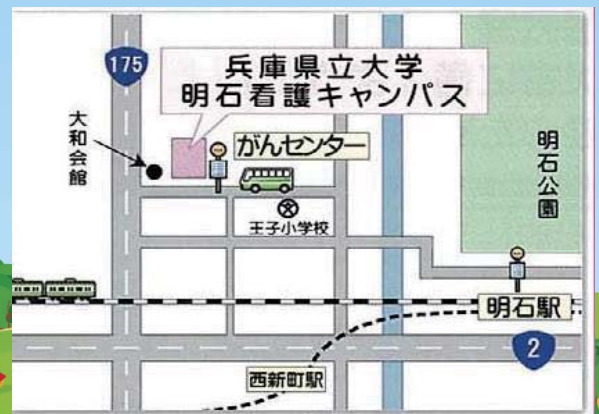 175
兵庫県立大学
明石看護キャンパス
大和会館
がんセンター
明石公園
文
王子小学校
明石駅
2
西新町駅